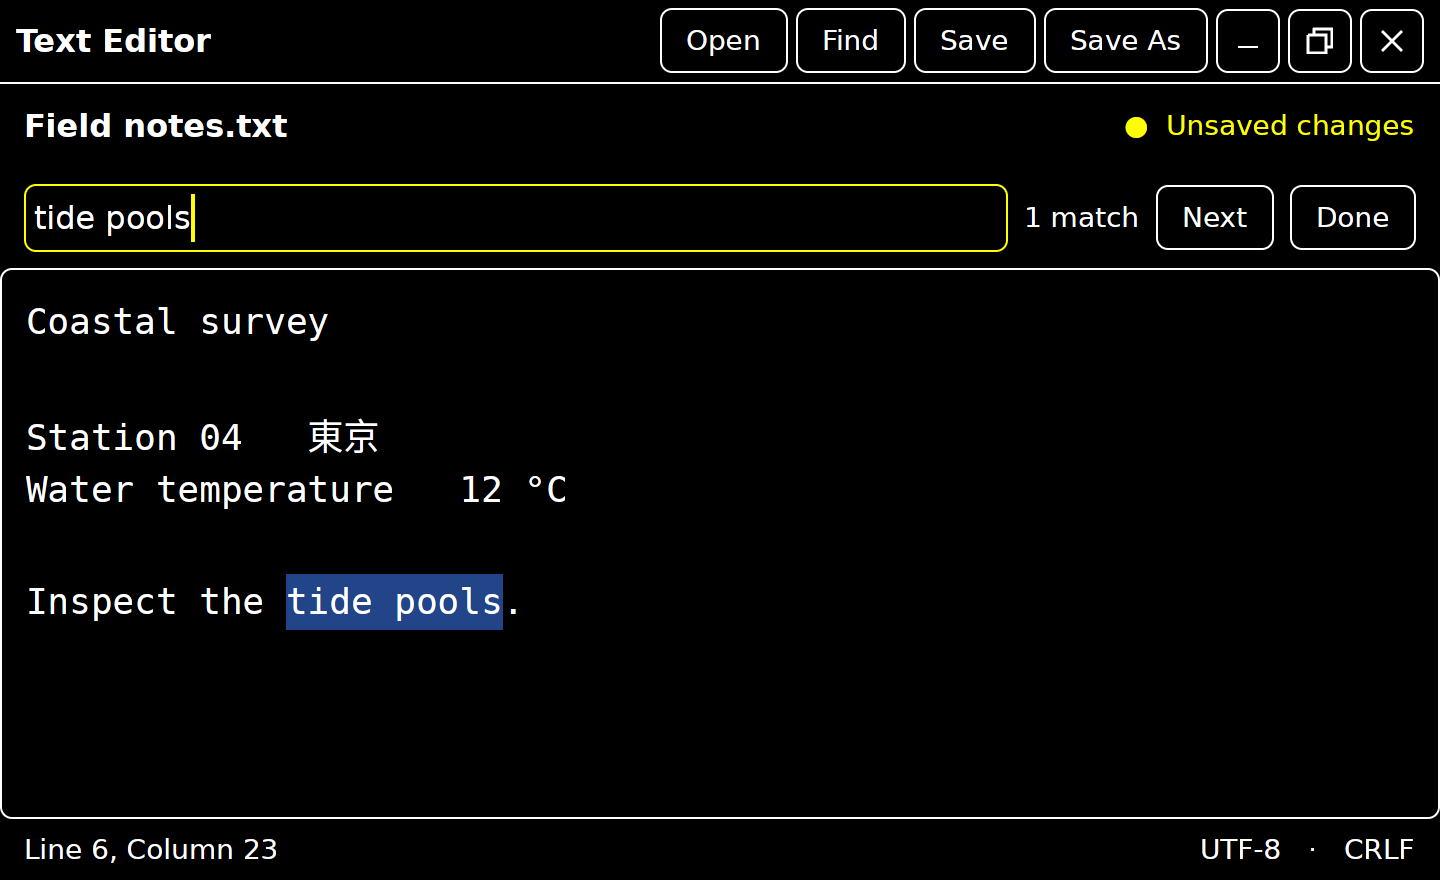 Text Editor Open Find Save Save As
Field notes.txt Unsaved changes
tide pools 1 match Next Done
Coastal survey
Station 04   東京
Water temperature   12 °C
Inspect the tide pools.
Line 6, Column 23 UTF-8 · CRLF